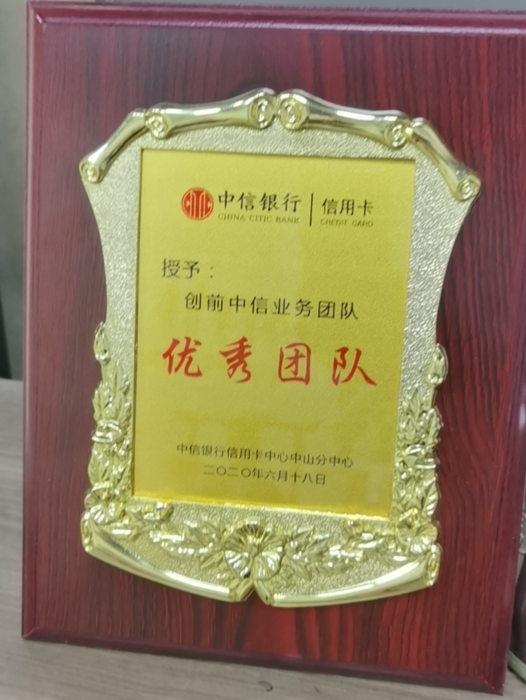 中信银行 信用卡
CHINA CITIC BANK CREDIT CARD
授予：
创前中信业务团队
优秀团队
中信银行信用卡中心中山分中心
二〇二〇年六月十八日